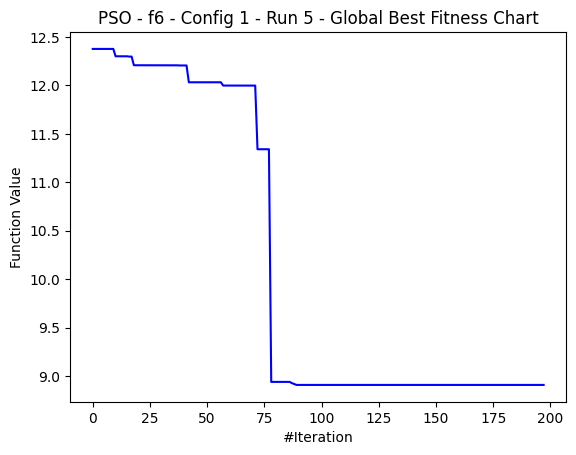 PSO - f6 - Config 1 - Run 5 - Global Best Fitness Chart
12.5
12.0
11.5
11.0
10.5
10.0
9.5
9.0
Function Value
0 25 50 75 100 125 150 175 200
#Iteration